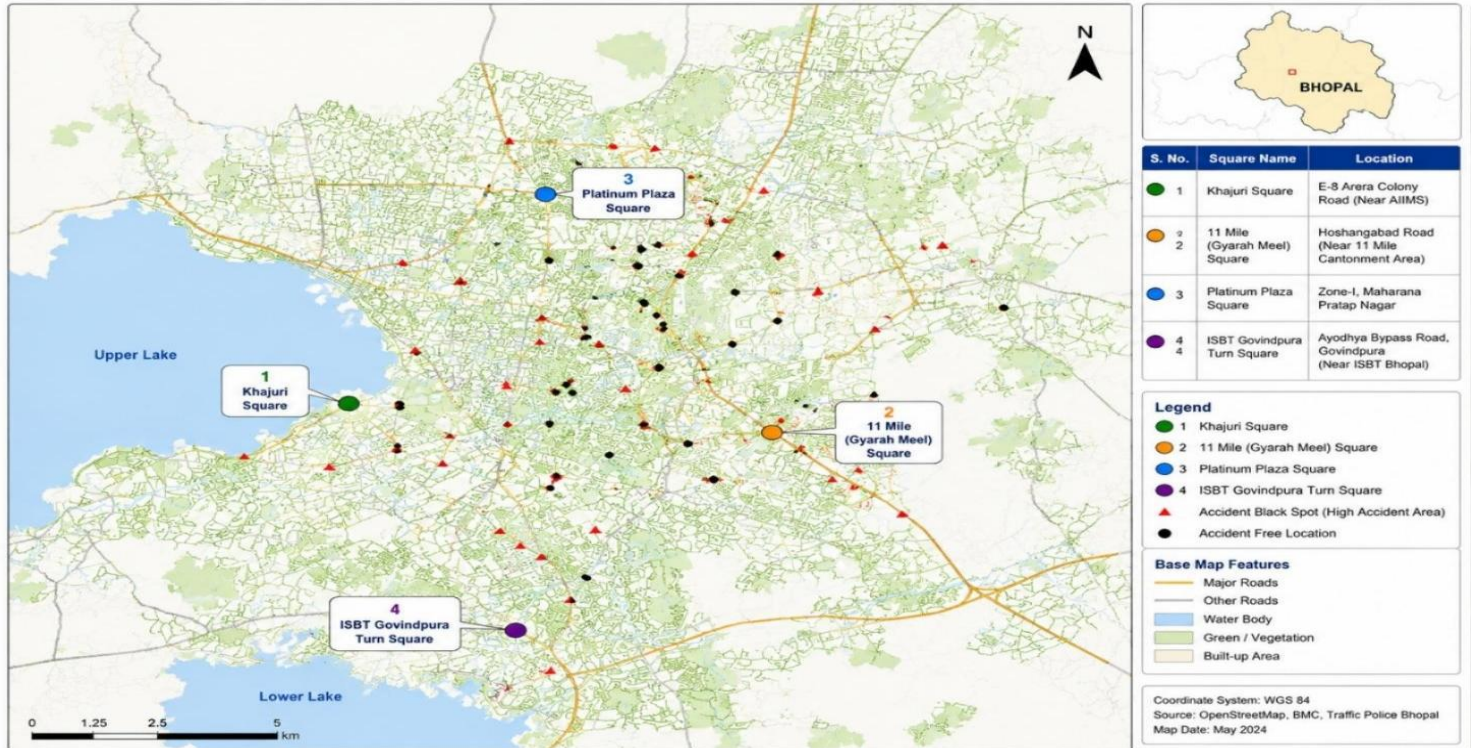 N
3
Platinum Plaza
Square
Upper Lake
1
Khajuri
Square
2
11 Mile
(Gyarah Meel)
Square
4
ISBT Govindpura
Turn Square
Lower Lake
0 1.25 2.5 5
km
BHOPAL
S. No. Square Name Location
1 Khajuri Square E-8 Arera Colony
Road (Near AIIMS)
2 11 Mile
(Gyarah Meel)
Square
Hoshangabad Road
(Near 11 Mile
Cantonment Area)
3 Platinum Plaza
Square
Zone-I, Maharana
Pratap Nagar
4
4
ISBT Govindpura
Turn Square
Ayodhya Bypass Road,
Govindpura
(Near ISBT Bhopal)
Legend
1 Khajuri Square
2 11 Mile (Gyarah Meel) Square
3 Platinum Plaza Square
4 ISBT Govindpura Turn Square
Accident Black Spot (High Accident Area)
Accident Free Location
Base Map Features
Major Roads
Other Roads
Water Body
Green / Vegetation
Built-up Area
Coordinate System: WGS 84
Source: OpenStreetMap, BMC, Traffic Police Bhopal
Map Date: May 2024